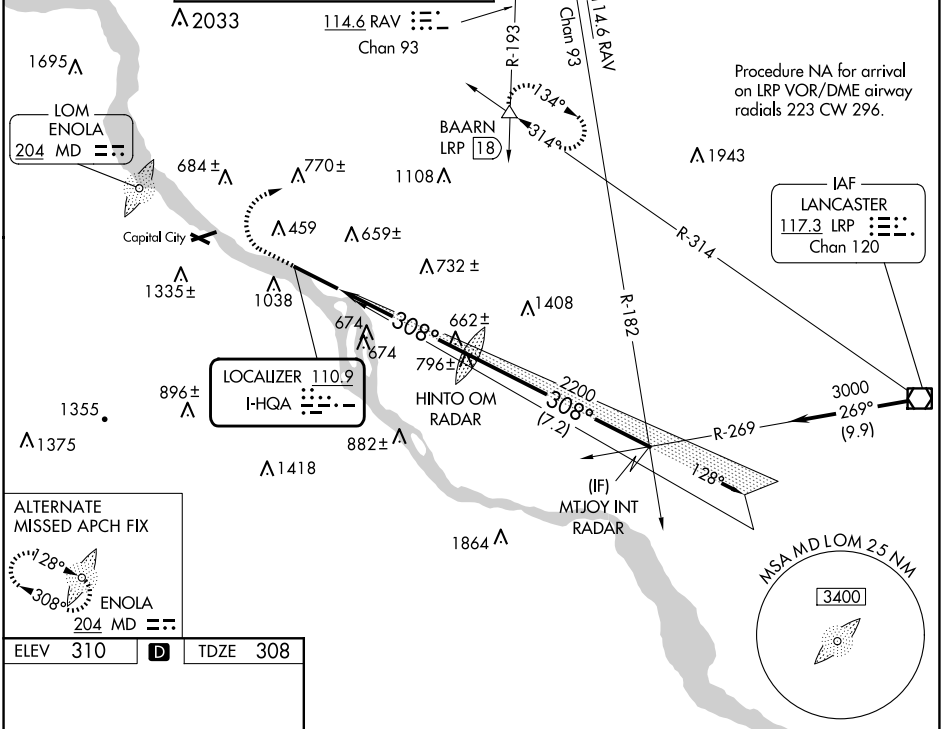 2033
114.6 RAV
Chan 93
R-193
114.6 RAV
Chan 93
1695
Procedure NA for arrival
on LRP VOR/DME airway
radials 223 CW 296.
LOM
ENOLA
204 MD
134°
314°
BAARN
LRP 18
684±
770±
1108
1943
IAF
LANCASTER
117.3 LRP
Chan 120
Capital City
459
659±
R-314
1335±
1038
732 ±
1408
R-182
674
674
308°
662±
796±
LOCALIZER 110.9
I-HQA
HINTO OM
RADAR
2200
308°
(7.2)
3000
269°
(9.9)
R-269
896±
1355
1375
882±
1418
128°
(IF)
MTJOY INT
RADAR
1864
ALTERNATE
MISSED APCH FIX
128°
308°
ENOLA
204 MD
MSA MD LOM 25 NM
3400
ELEV 310 D TDZE 308